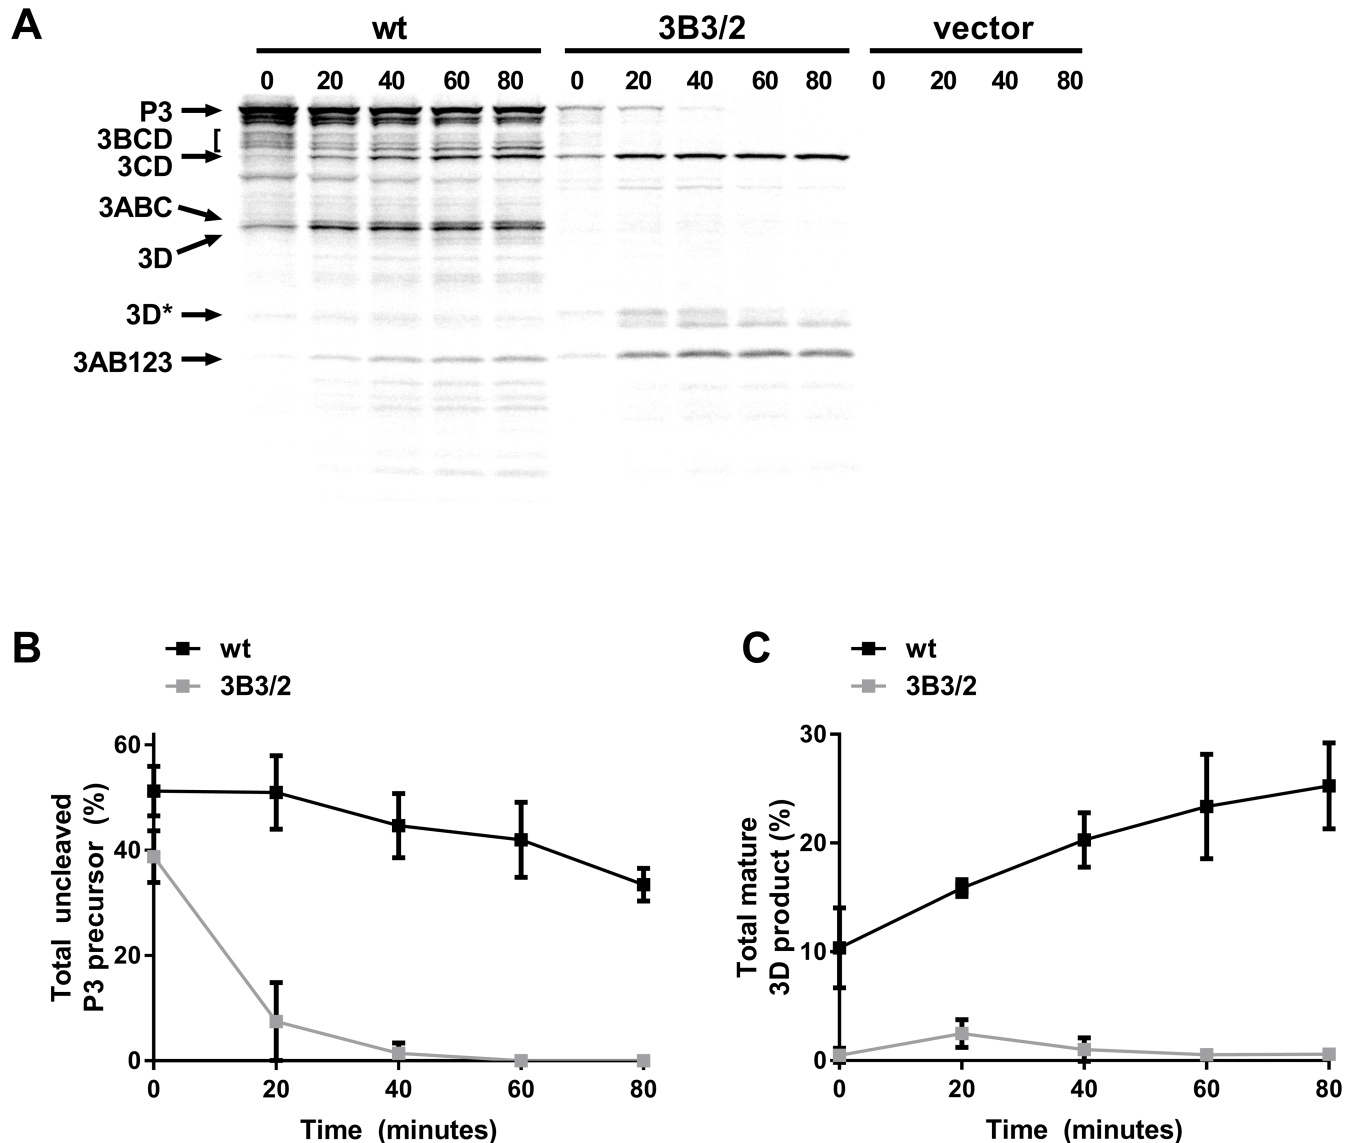 A
wt 3B3/2 vector
0 20 40 60 80 0 20 40 60 80 0 20 40 80
P3
3BCD [
3CD
3ABC
3D
3D*
3AB123
B
wt
3B3/2
Total uncleaved
P3 precursor (%)
60
40
20
0
0 20 40 60 80
Time (minutes)
C
wt
3B3/2
Total mature
3D product (%)
30
20
10
0
0 20 40 60 80
Time (minutes)